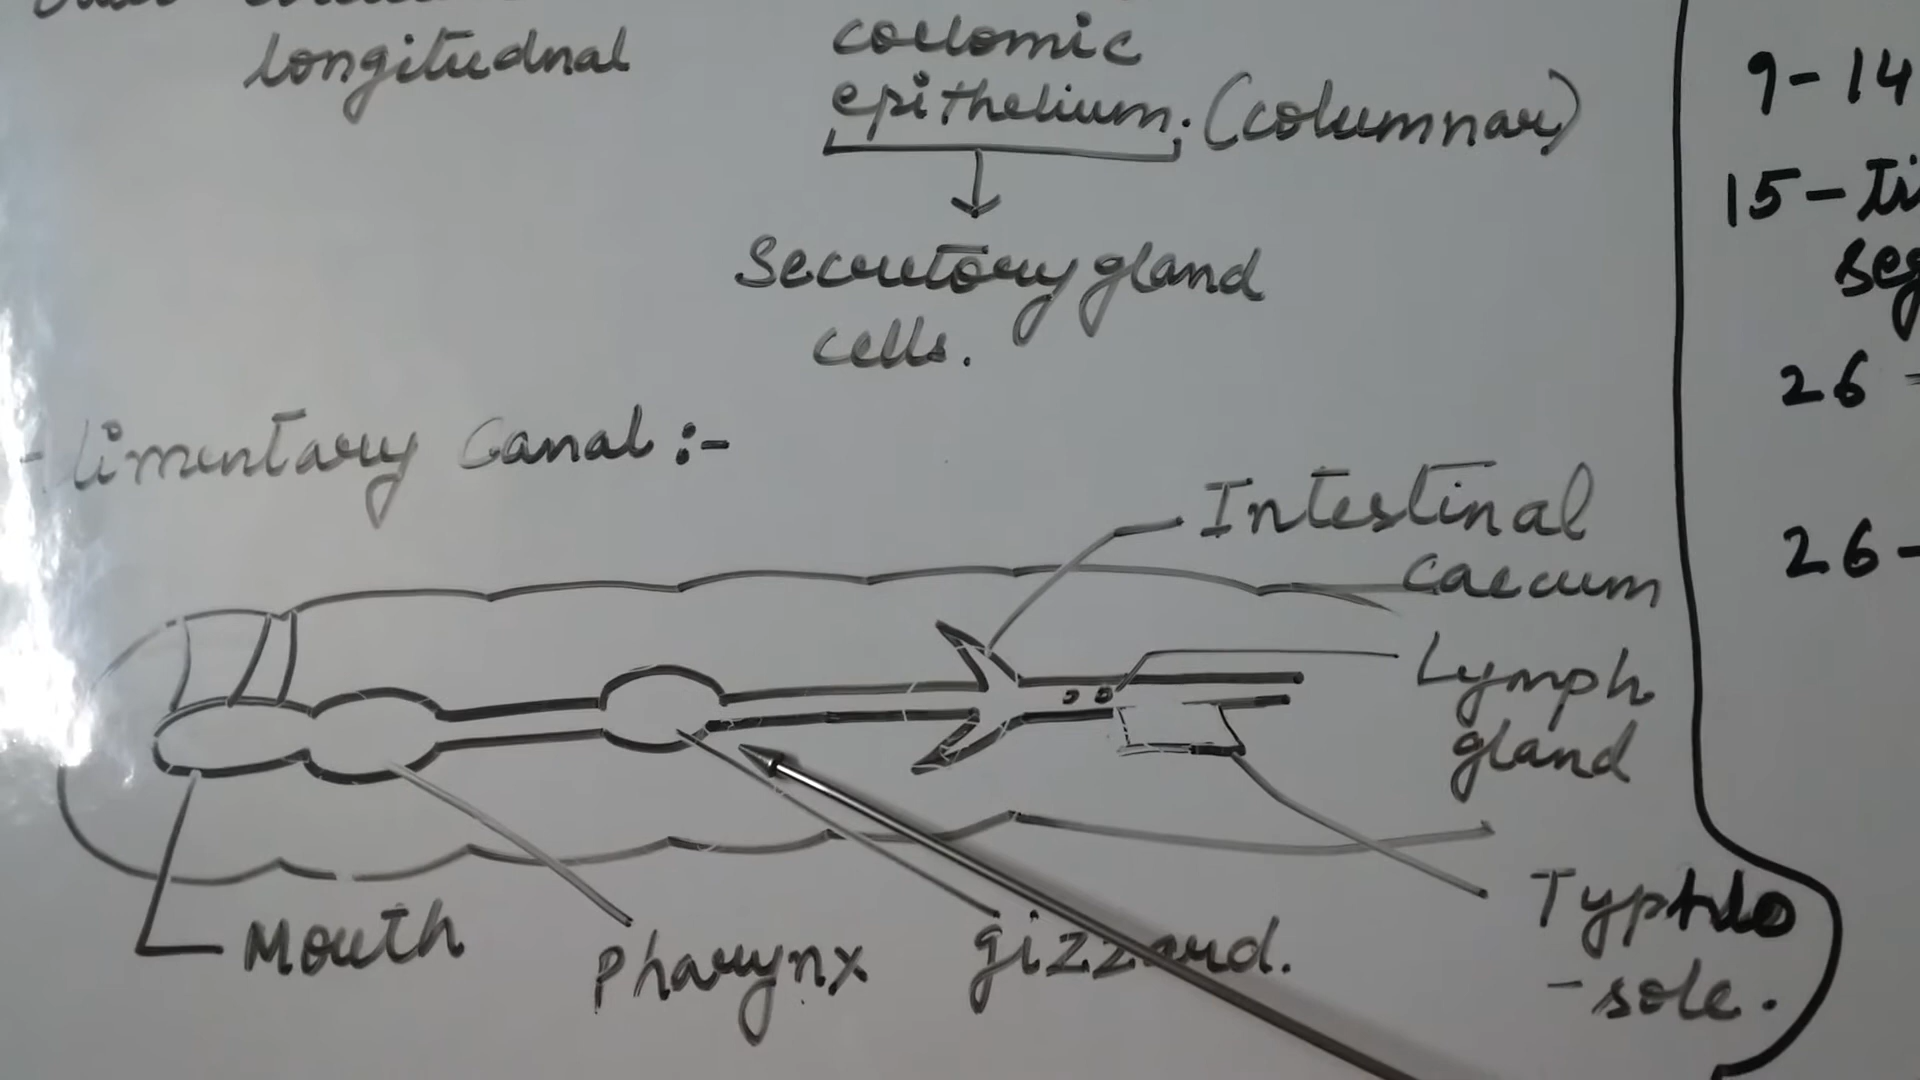 longitudnal
coelomic
epithelium. (columnar)
Secretory gland
cells.
limentary Canal :-
Intestinal
caecum
Lymph
gland
Typhlo
-sole.
Mouth
Pharynx
gizzard.
9-14
15-
seg
26-
26-